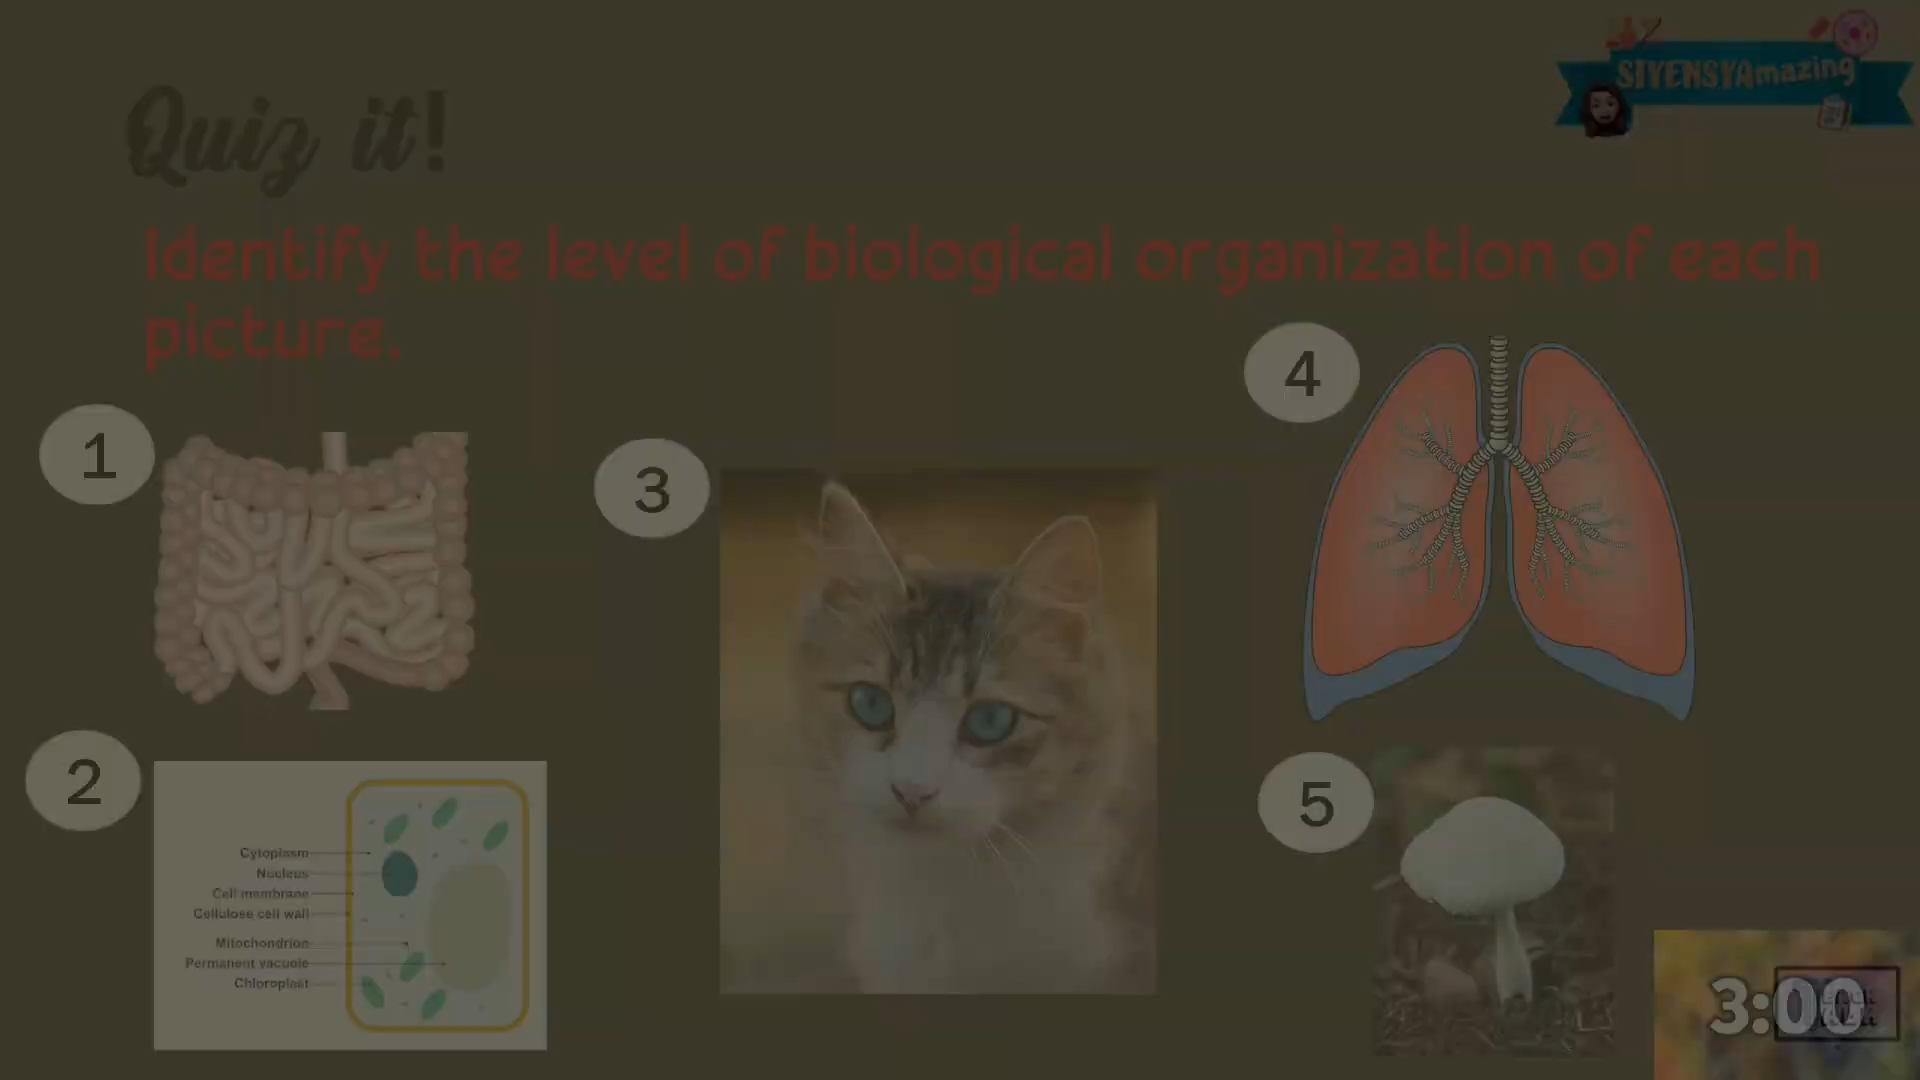 SIYENSYAmazing
Quiz it!
Identify the level of biological organization of each
picture.
4
1
3
2
5
Cytoplasm
Nucleus
Cell membrane
Cellulose cell wall
Mitochondrion
Permanent vacuole
Chloroplast
3:00